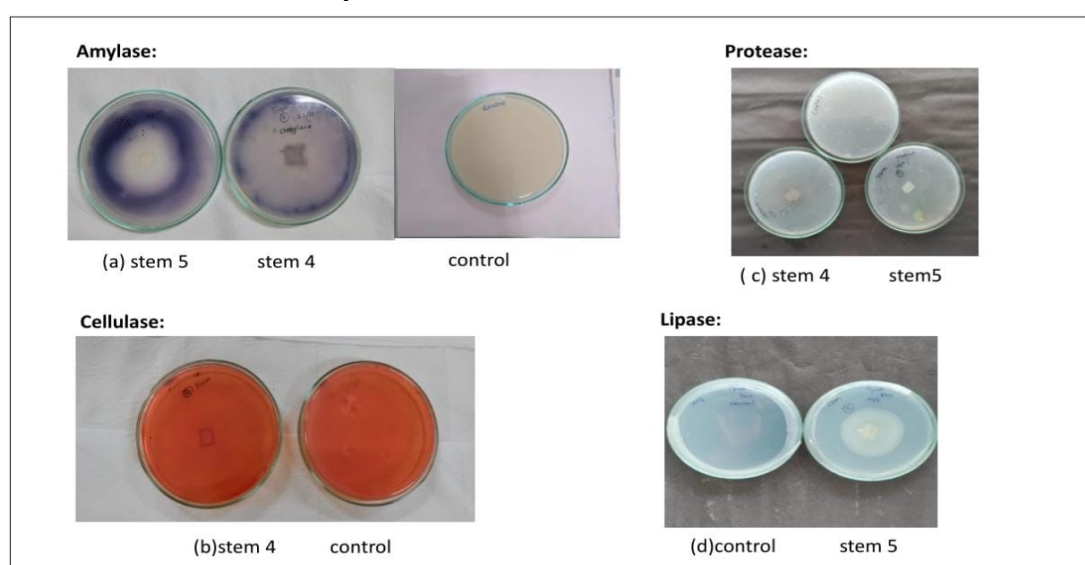 Amylase:
Protease:
Control
amylase
(a) stem 5 stem 4 control
( c) stem 4 stem5
Cellulase:
Lipase:
(b)stem 4 control
(d)control stem 5